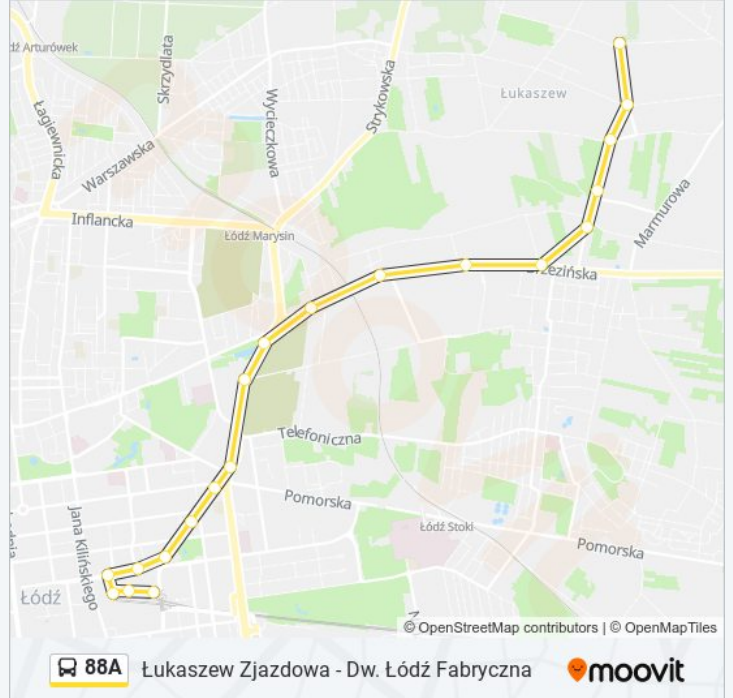 dź Arturówek
Skrzydlata
Łagiewnicka
Wycieczkowa
Strykowska
Łukaszew
Warszawska
Marmurowa
Inflancka
Łódź Marysin
Brzezińska
Telefoniczna
Pomorska
Jana Kilińskiego
Łódź Stoki
Pomorska
Łódź
© OpenStreetMap contributors | © OpenMapTiles
88A Łukaszew Zjazdowa - Dw. Łódź Fabryczna moovit